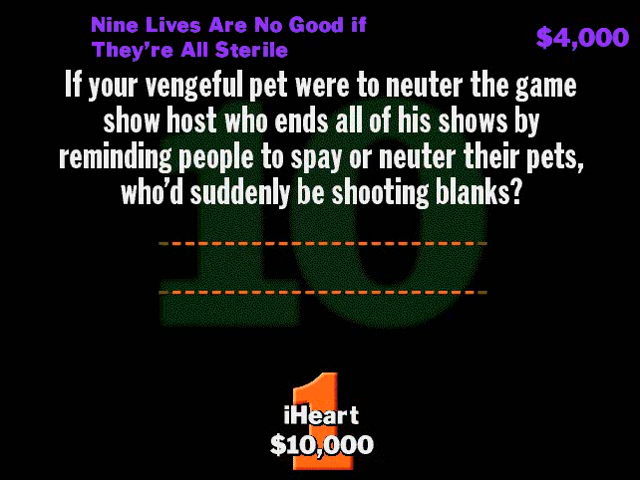 Nine Lives Are No Good if
They're All Sterile
$4,000
If your vengeful pet were to neuter the game
show host who ends all of his shows by
reminding people to spay or neuter their pets,
who'd suddenly be shooting blanks?
10
1
iHeart
$10,000